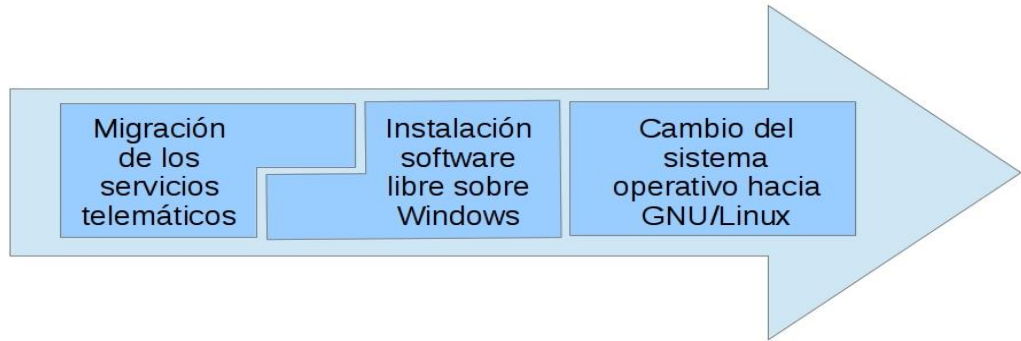 Migración
de los
servicios
telemáticos
Instalación
software
libre sobre
Windows
Cambio del
sistema
operativo hacia
GNU/Linux